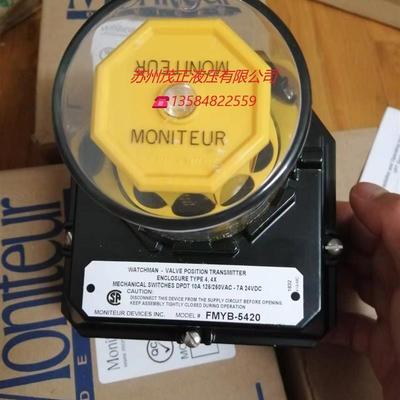 MONITEUR
苏州茂正液压有限公司
☎13584822559
MONITEUR
WATCHMAN - VALVE POSITION TRANSMITTER
ENCLOSURE TYPE 4, 4X
MECHANICAL SWITCHES DPDT 10A 125/250VAC - 7A 24VDC
CAUTION:
DISCONNECT THIS DEVICE FROM THE SUPPLY CIRCUIT BEFORE OPENING.
KEEP ASSEMBLY TIGHTLY CLOSED DURING OPERATION
MONITEUR DEVICES INC. MODEL #: FMYB-5420
Moniteur
DE
QC